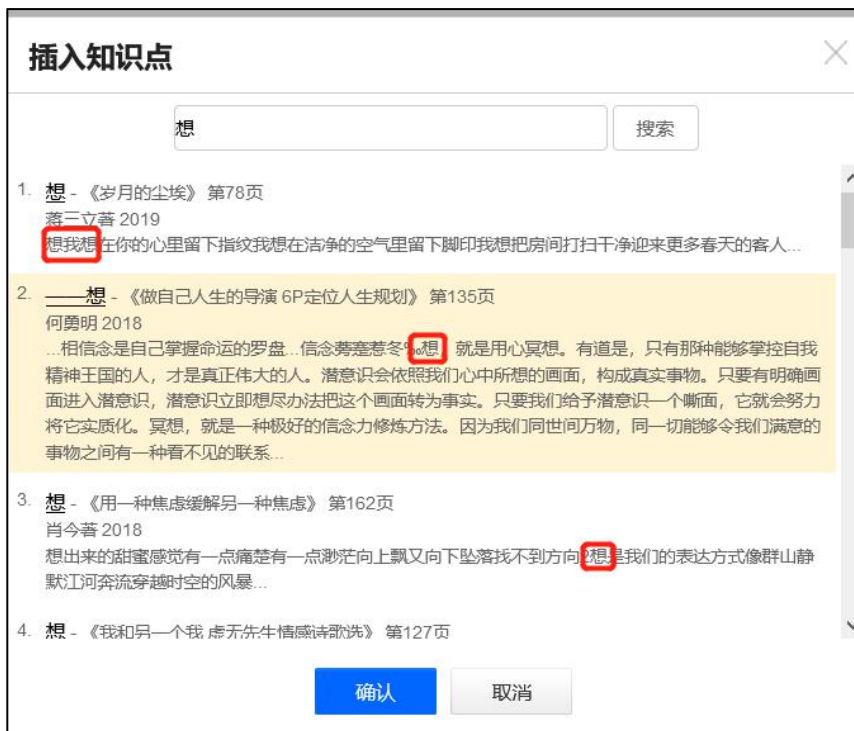 插入知识点
想
搜索
1. 想 - 《岁月的尘埃》 第78页
蒋三立著 2019
想我想在你的心里留下指纹我想在洁净的空气里留下脚印我想把房间打扫干净迎来更多春天的客人...
2. ——想 - 《做自己人生的导演 6P定位人生规划》 第135页
何勇明 2018
...相信念是自己掌握命运的罗盘...信念蒡蹇惹冬‰想，就是用心冥想。有道是，只有那种能够掌控自我
精神王国的人，才是真正伟大的人。潜意识会依照我们心中所想的画面，构成真实事物。只要有明确画
面进入潜意识，潜意识立即想尽办法把这个画面转为事实。只要我们给予潜意识一个嘶面，它就会努力
将它实质化。冥想，就是一种极好的信念力修炼方法。因为我们同世间万物，同一切能够令我们满意的
事物之间有一种看不见的联系...
3. 想 - 《用一种焦虑缓解另一种焦虑》 第162页
肖今著 2018
想出来的甜蜜感觉有一点痛楚有一点渺茫向上飘又向下坠落找不到方向2想是我们的表达方式像群山静
默江河奔流穿越时空的风暴...
4. 想 - 《我和另一个我 虚无先生情感诗歌选》 第127页
确认
取消